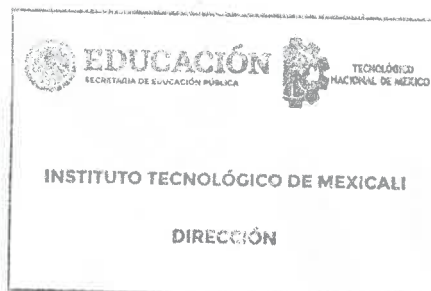 EDUCACIÓN
SECRETARÍA DE EDUCACIÓN PÚBLICA
TECNOLÓGICO
NACIONAL DE MÉXICO
INSTITUTO TECNOLÓGICO DE MEXICALI
DIRECCIÓN